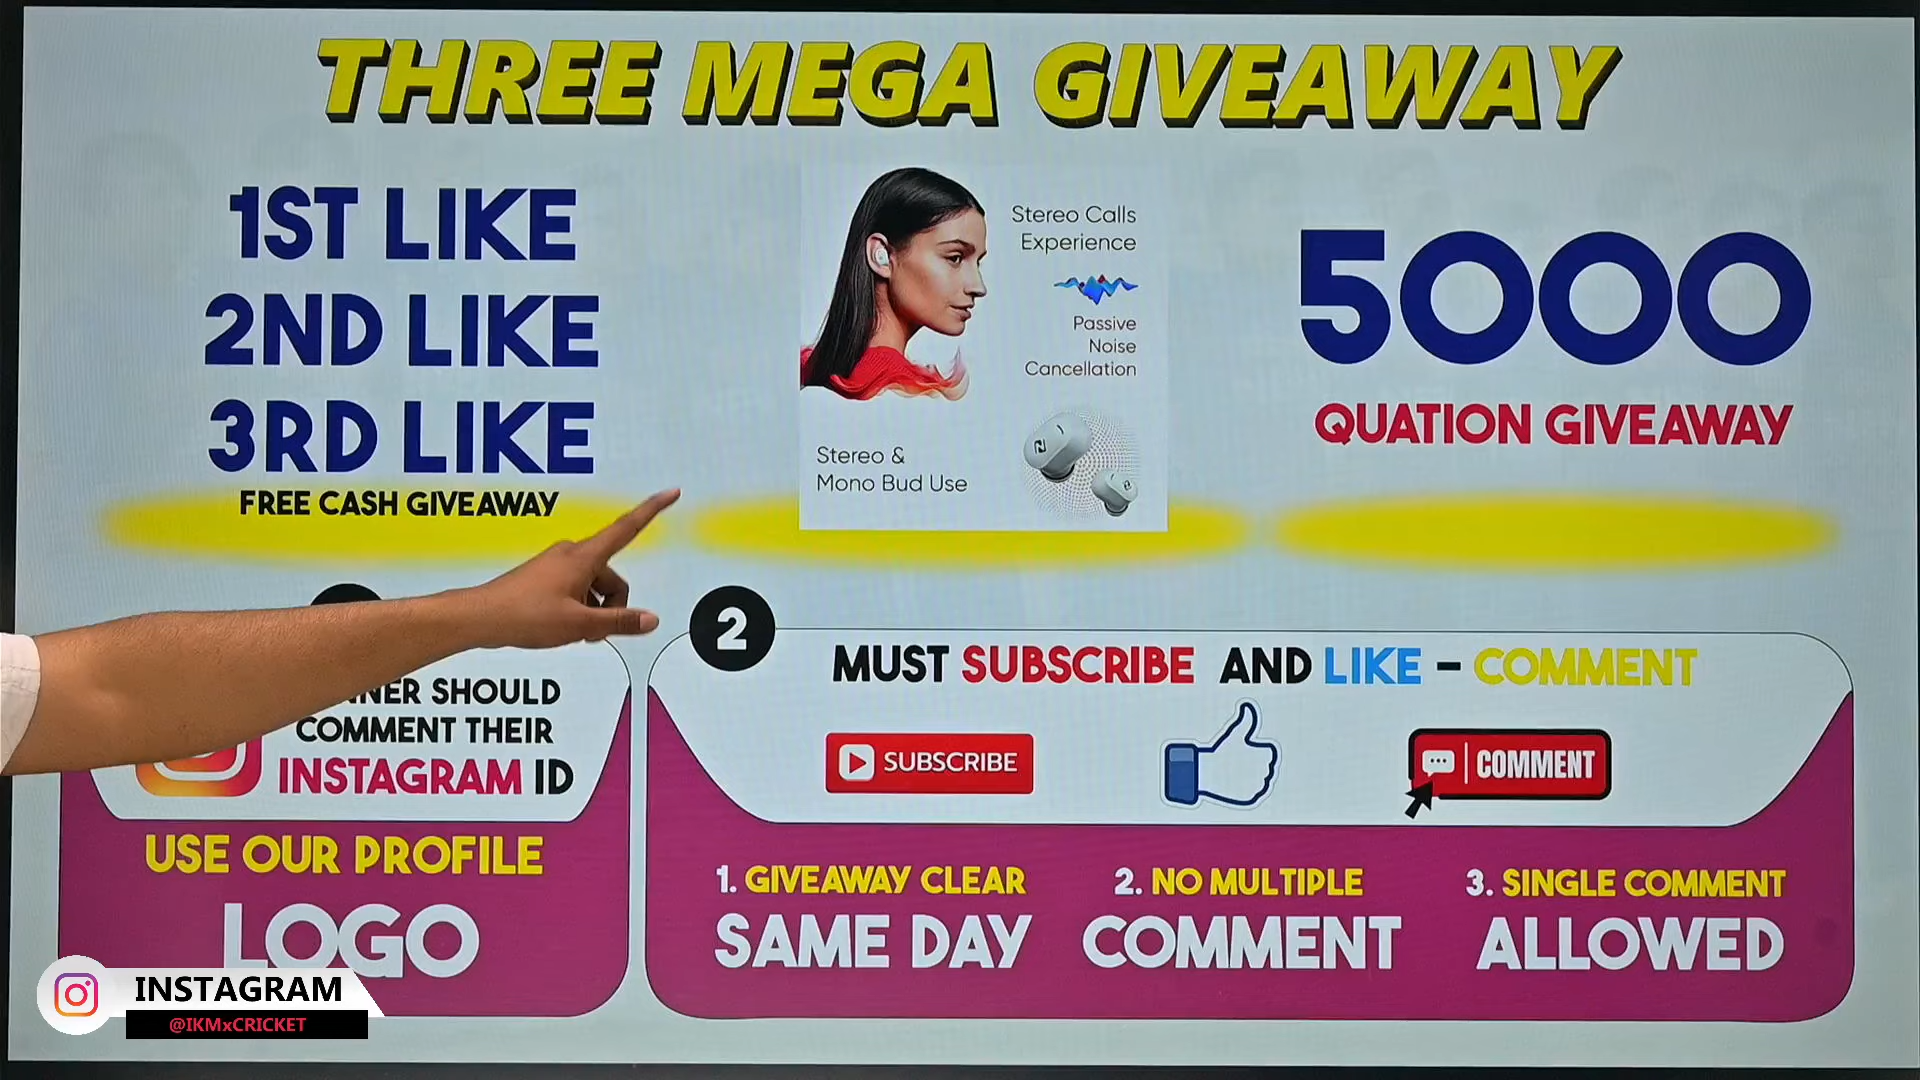 THREE MEGA GIVEAWAY
1ST LIKE
2ND LIKE
3RD LIKE
FREE CASH GIVEAWAY
Stereo Calls
Experience
Passive
Noise
Cancellation
Stereo &
Mono Bud Use
5000
QUATION GIVEAWAY
SHOULD
COMMENT THEIR
INSTAGRAM ID
USE OUR PROFILE
LOGO
2
MUST SUBSCRIBE AND LIKE - COMMENT
SUBSCRIBE
COMMENT
1. GIVEAWAY CLEAR
SAME DAY
2. NO MULTIPLE
COMMENT
3. SINGLE COMMENT
ALLOWED
INSTAGRAM
@IKMxCRICKET